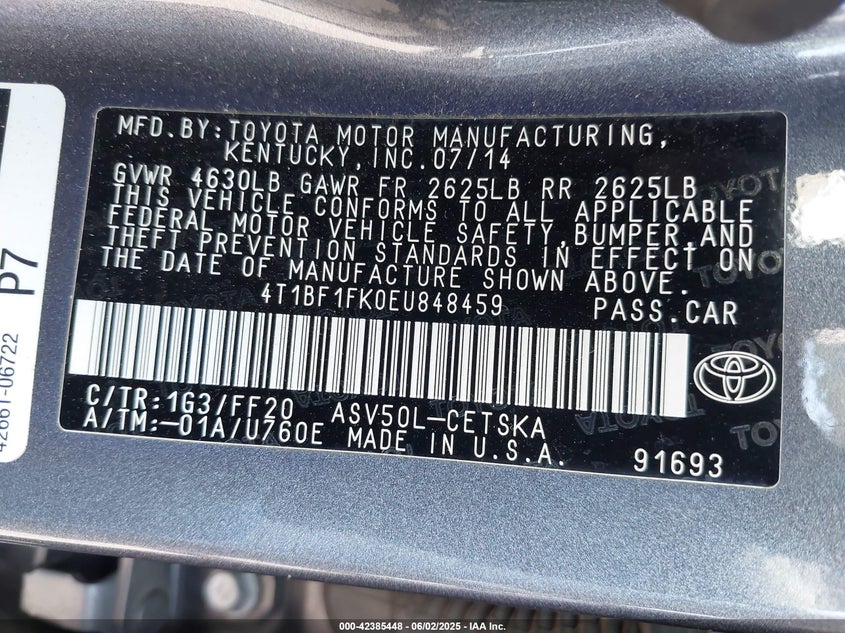 MFD.BY:TOYOTA MOTOR MANUFACTURING,
KENTUCKY,INC.07/14
GVWR 4630LB GAWR FR 2625LB RR 2625LB
THIS VEHICLE CONFORMS TO ALL APPLICABLE
FEDERAL MOTOR VEHICLE SAFETY,BUMPER,AND
THEFT PREVENTION STANDARDS IN EFFECT ON
THE DATE OF MANUFACTURE SHOWN ABOVE.
4T1BF1FK0EU848459 PASS.CAR
C/TR:1G3/FF20 ASV50L-CETSKA
A/TM:-01A/U760E MADE IN U.S.A. 91693
P7
42661-06722
000-42385448 - 06/02/2025 - IAA Inc.